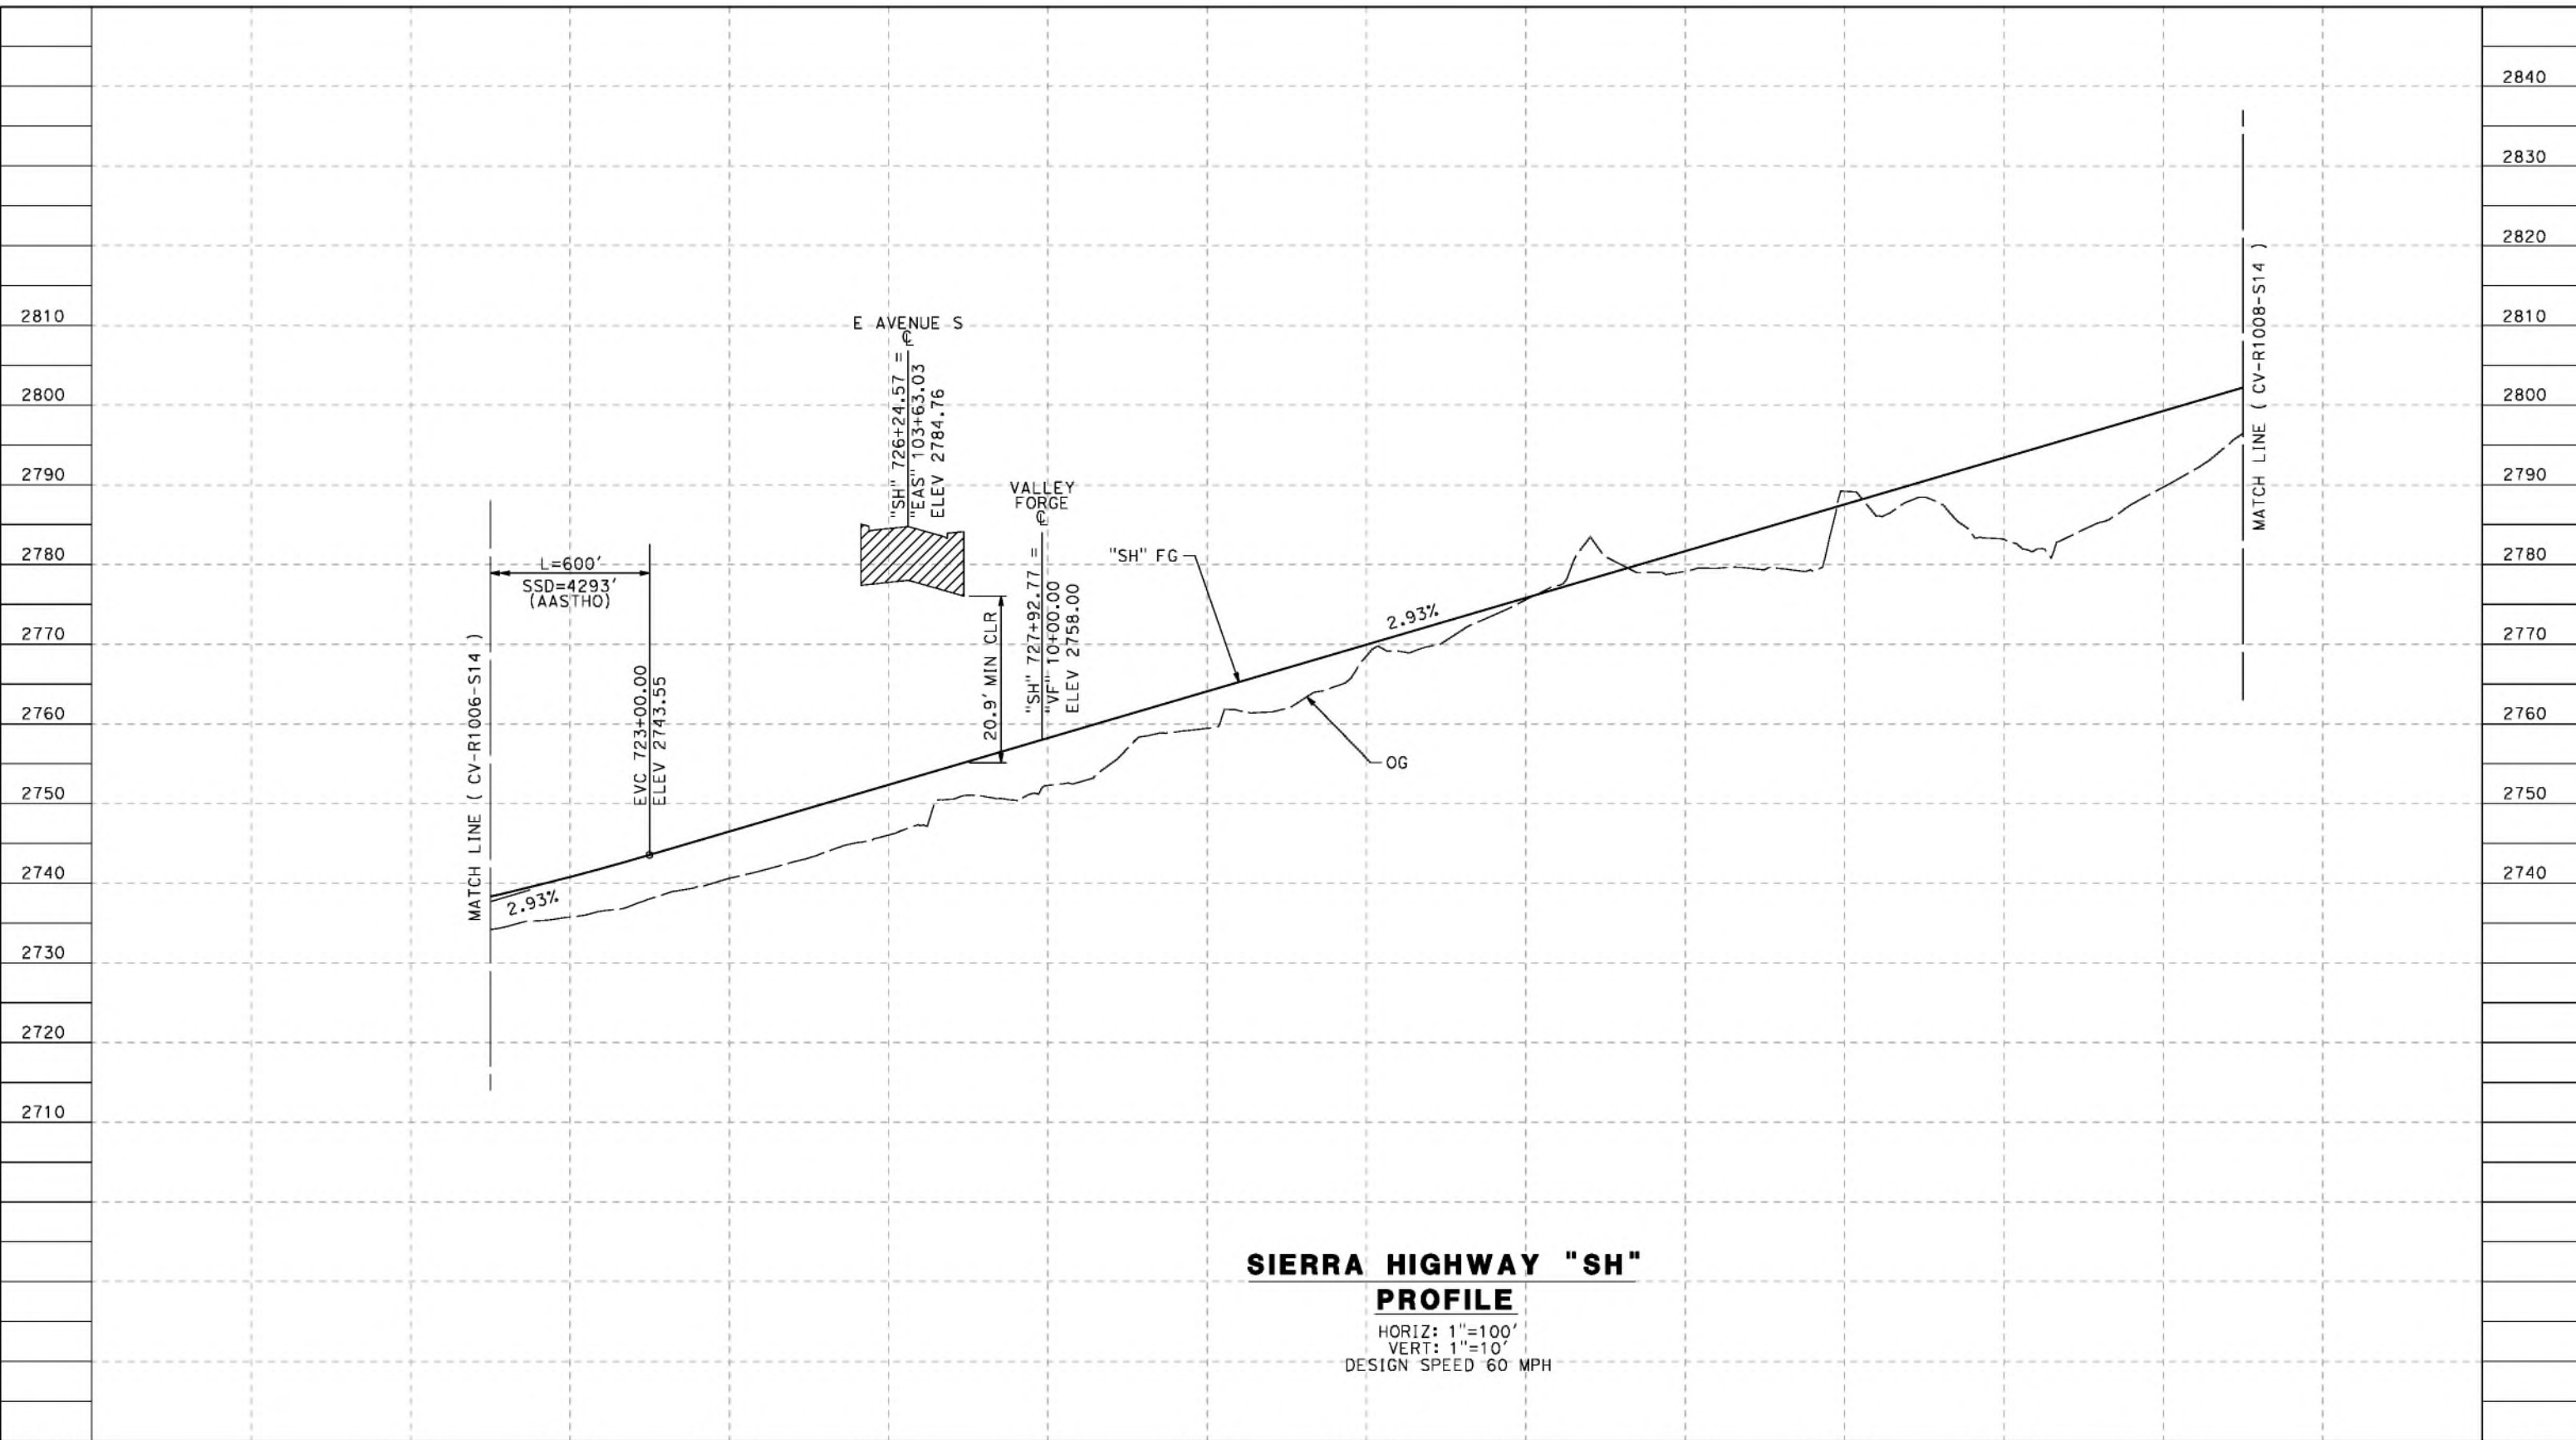 2810
2800
2790
2780
2770
2760
2750
2740
2730
2720
2710
MATCH LINE ( CV-R1006-S14 )
L=600'
SSD=4293'
(AASTHO)
EVC 723+00.00
ELEV 2743.55
2.93%
E AVENUE S
℄
"SH" 726+24.57 =
"EAS" 103+63.03
ELEV 2784.76
20.9' MIN CLR
VALLEY
FORGE
℄
"SH" 727+92.77 =
"VF" 10+00.00
ELEV 2758.00
"SH" FG
2.93%
OG
MATCH LINE ( CV-R1008-S14 )
2840
2830
2820
2810
2800
2790
2780
2770
2760
2750
2740
SIERRA HIGHWAY "SH"
PROFILE
HORIZ: 1"=100'
VERT: 1"=10'
DESIGN SPEED 60 MPH